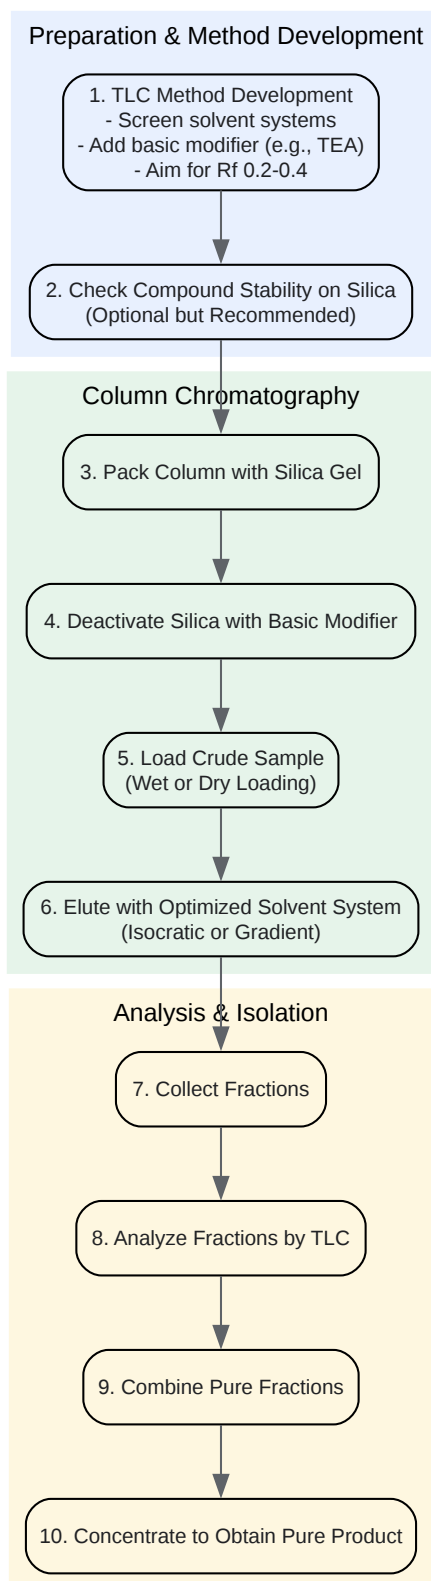 Preparation & Method Development
1. TLC Method Development
- Screen solvent systems
- Add basic modifier (e.g., TEA)
- Aim for Rf 0.2-0.4
2. Check Compound Stability on Silica
(Optional but Recommended)
Column Chromatography
3. Pack Column with Silica Gel
4. Deactivate Silica with Basic Modifier
5. Load Crude Sample
(Wet or Dry Loading)
6. Elute with Optimized Solvent System
(Isocratic or Gradient)
Analysis & Isolation
7. Collect Fractions
8. Analyze Fractions by TLC
9. Combine Pure Fractions
10. Concentrate to Obtain Pure Product